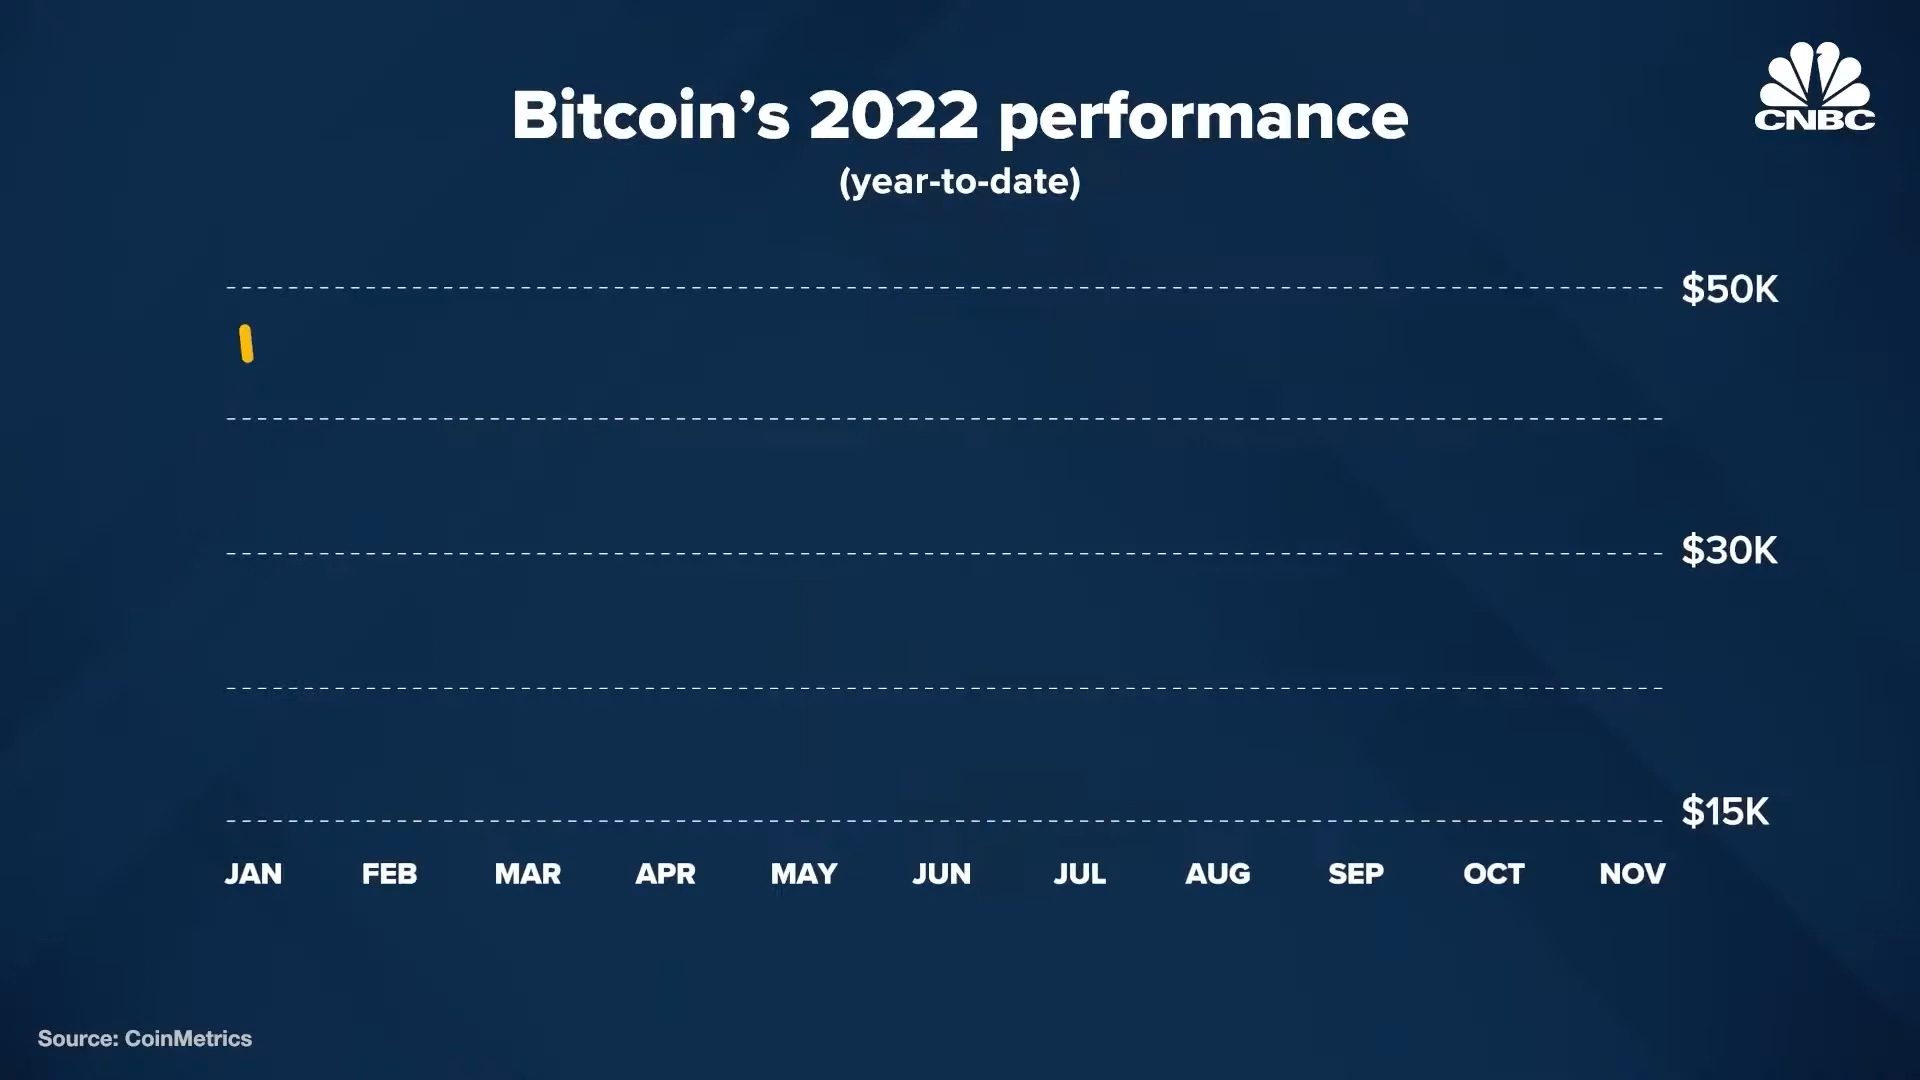 Bitcoin’s 2022 performance
(year-to-date)
CNBC
$50K
$30K
$15K
JAN FEB MAR APR MAY JUN JUL AUG SEP OCT NOV
Source: CoinMetrics